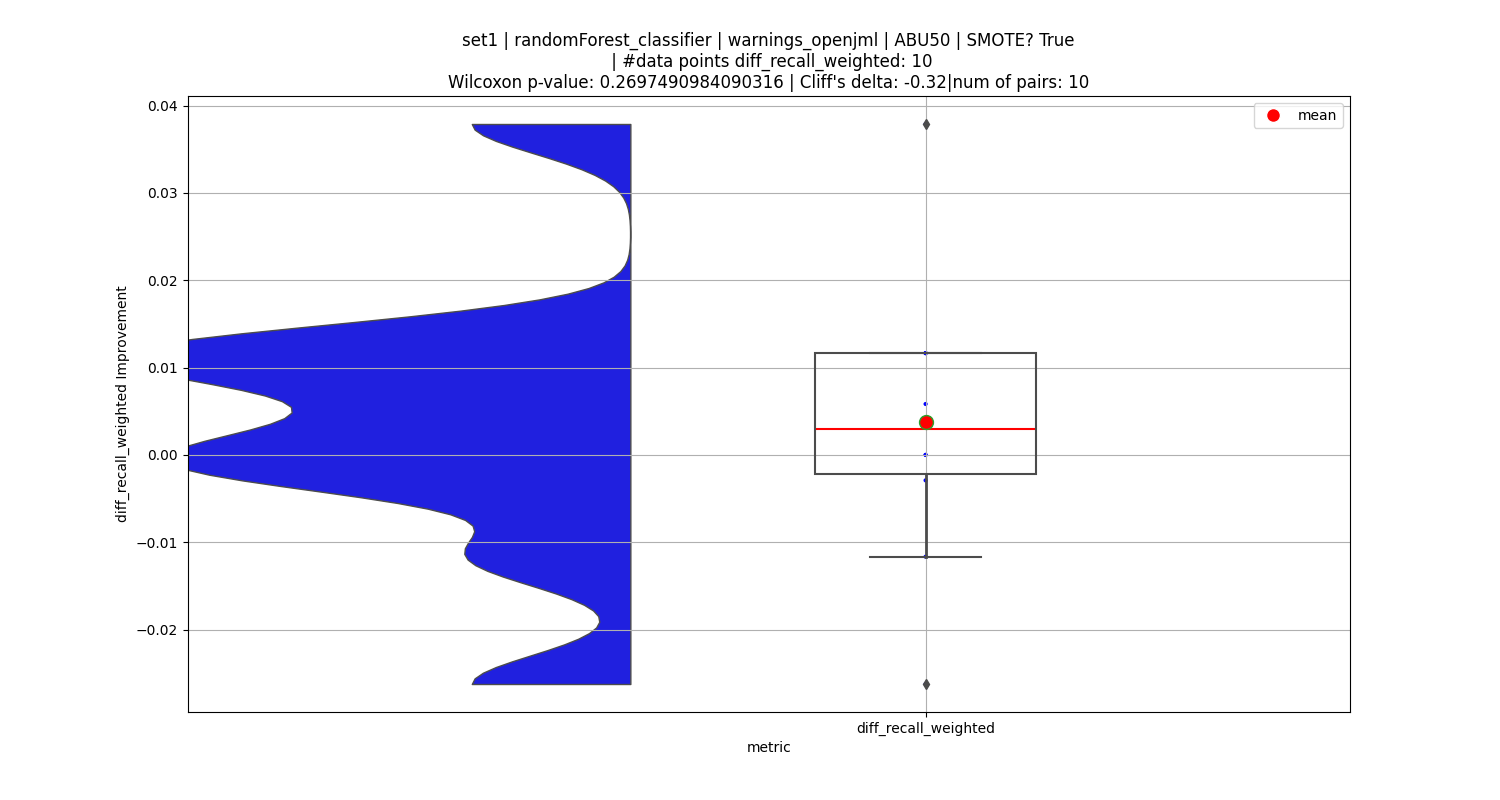 set1 | randomForest_classifier | warnings_openjml | ABU50 | SMOTE? True
| #data points diff_recall_weighted: 10
Wilcoxon p-value: 0.2697490984090316 | Cliff's delta: -0.32|num of pairs: 10
mean
diff_recall_weighted Improvement
0.04
0.03
0.02
0.01
0.00
−0.01
−0.02
diff_recall_weighted
metric